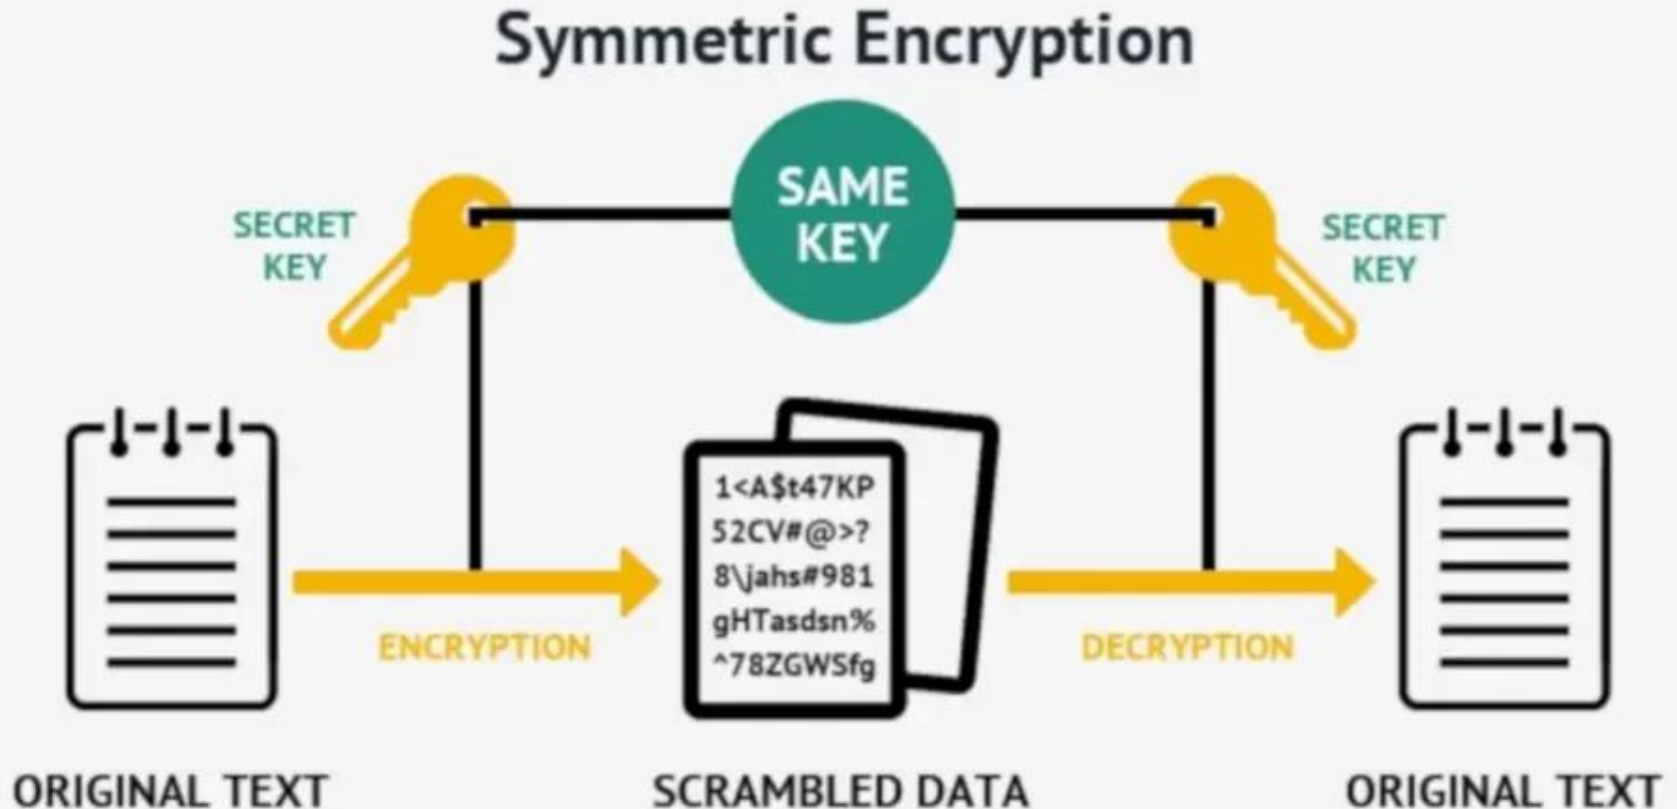 Symmetric Encryption
SAME
KEY
SECRET
KEY
SECRET
KEY
1<A$t47KP
52CV#@>?
8\jahs#981
gHTasdsn%
^78ZGWSfg
ENCRYPTION
DECRYPTION
ORIGINAL TEXT
SCRAMBLED DATA
ORIGINAL TEXT